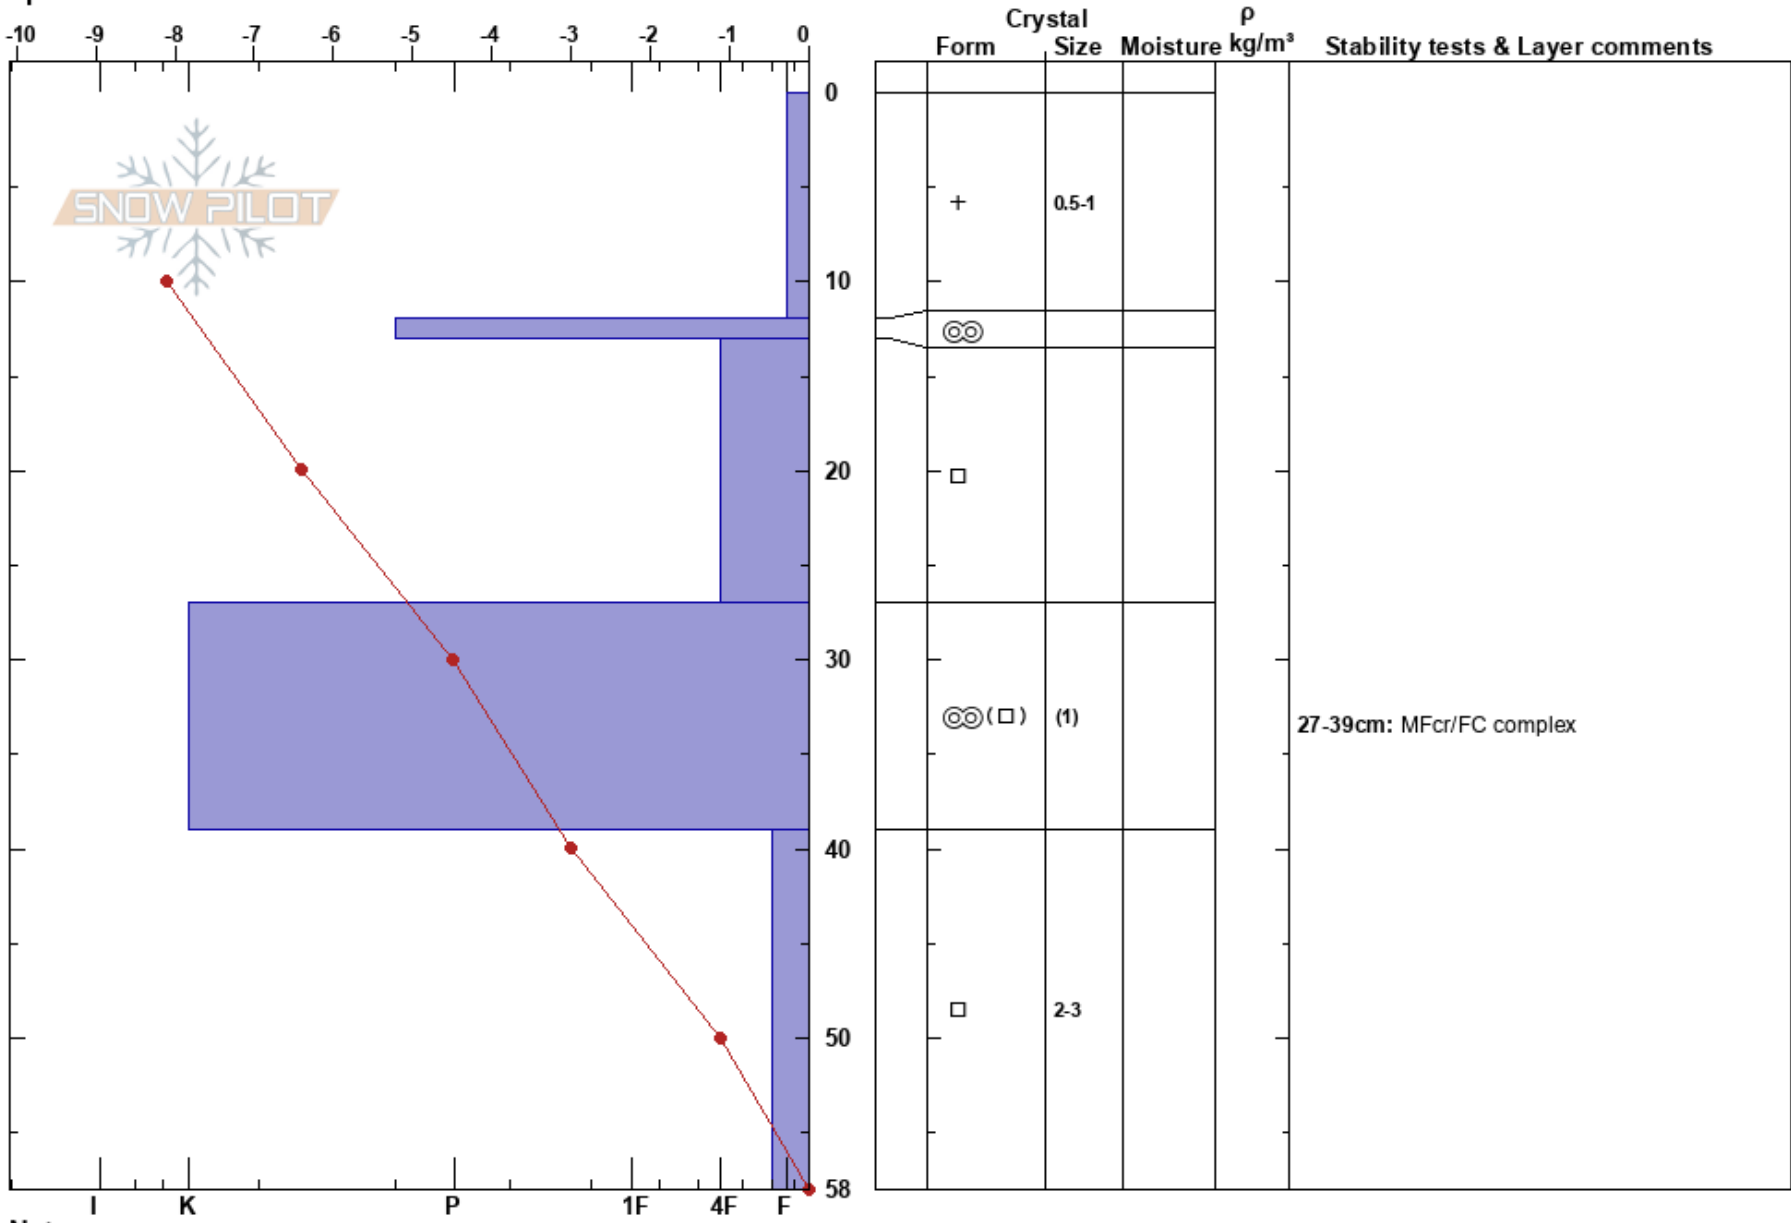 Crystal ρ
-10 -9 -8 -7 -6 -5 -4 -3 -2 -1 0 Form Size Moisture kg/m³ Stability tests & Layer comments
0
SNOW PILOT
+ 0.5-1
10
20
30
(1)
27-39cm: MFcr/FC complex
40
2-3
50
58
I K P 1F 4F F